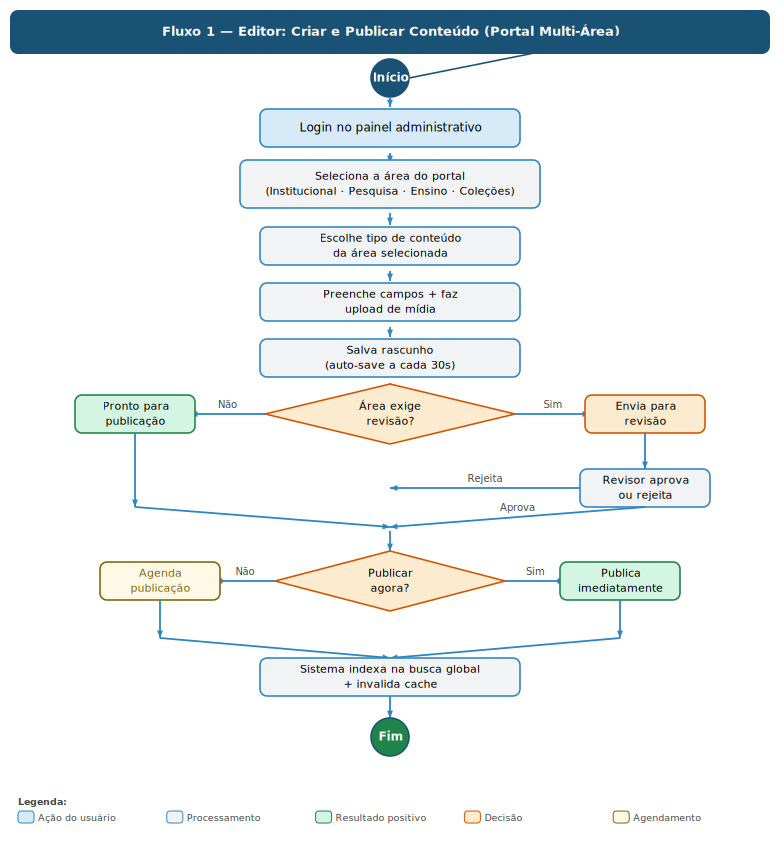 Fluxo 1 — Editor: Criar e Publicar Conteúdo (Portal Multi-Área)
Início
Login no painel administrativo
Seleciona a área do portal
(Institucional · Pesquisa · Ensino · Coleções)
Escolhe tipo de conteúdo
da área selecionada
Preenche campos + faz
upload de mídia
Salva rascunho
(auto-save a cada 30s)
Área exige
revisão?
Não
Sim
Pronto para
publicação
Envia para
revisão
Revisor aprova
ou rejeita
Rejeita
Aprova
Publicar
agora?
Não
Sim
Agenda
publicação
Publica
imediatamente
Sistema indexa na busca global
+ invalida cache
Fim
Legenda:
Ação do usuário
Processamento
Resultado positivo
Decisão
Agendamento